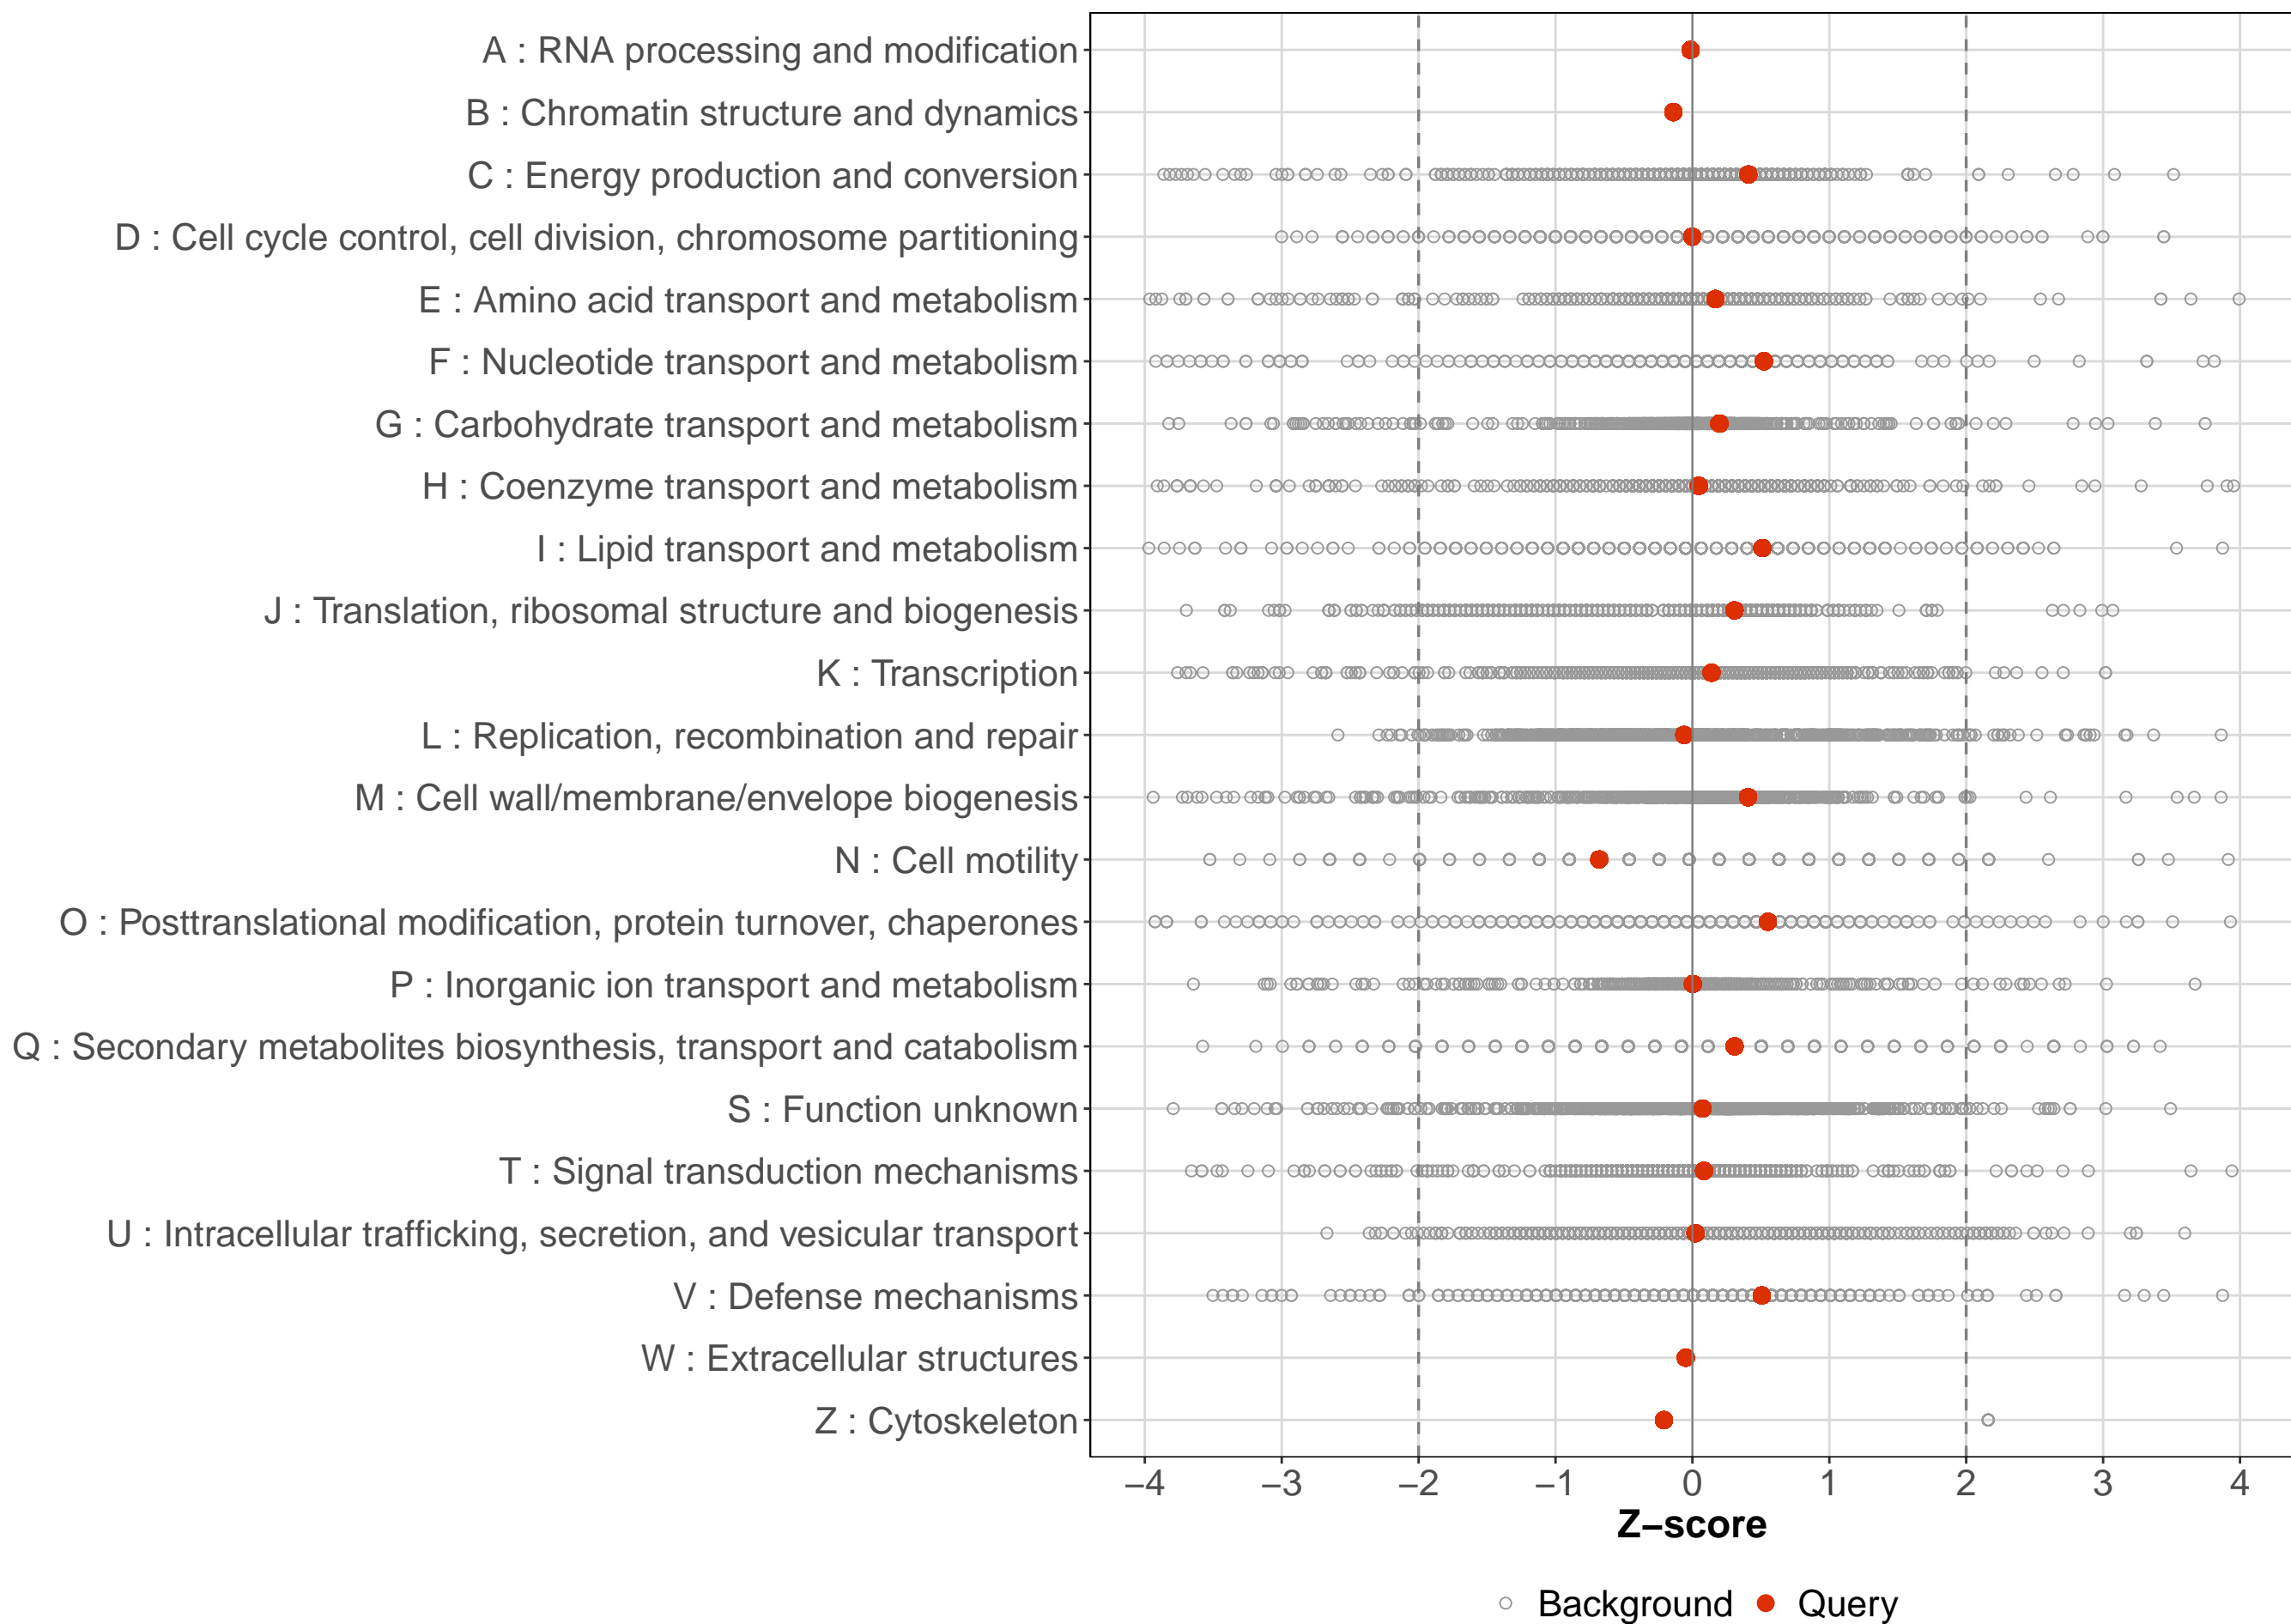 A : RNA processing and modification
B : Chromatin structure and dynamics
C : Energy production and conversion
D : Cell cycle control, cell division, chromosome partitioning
E : Amino acid transport and metabolism
F : Nucleotide transport and metabolism
G : Carbohydrate transport and metabolism
H : Coenzyme transport and metabolism
I : Lipid transport and metabolism
J : Translation, ribosomal structure and biogenesis
K : Transcription
L : Replication, recombination and repair
M : Cell wall/membrane/envelope biogenesis
N : Cell motility
O : Posttranslational modification, protein turnover, chaperones
P : Inorganic ion transport and metabolism
Q : Secondary metabolites biosynthesis, transport and catabolism
S : Function unknown
T : Signal transduction mechanisms
U : Intracellular trafficking, secretion, and vesicular transport
V : Defense mechanisms
W : Extracellular structures
Z : Cytoskeleton
−4 −3 −2 −1 0 1 2 3 4
Z−score
Background Query